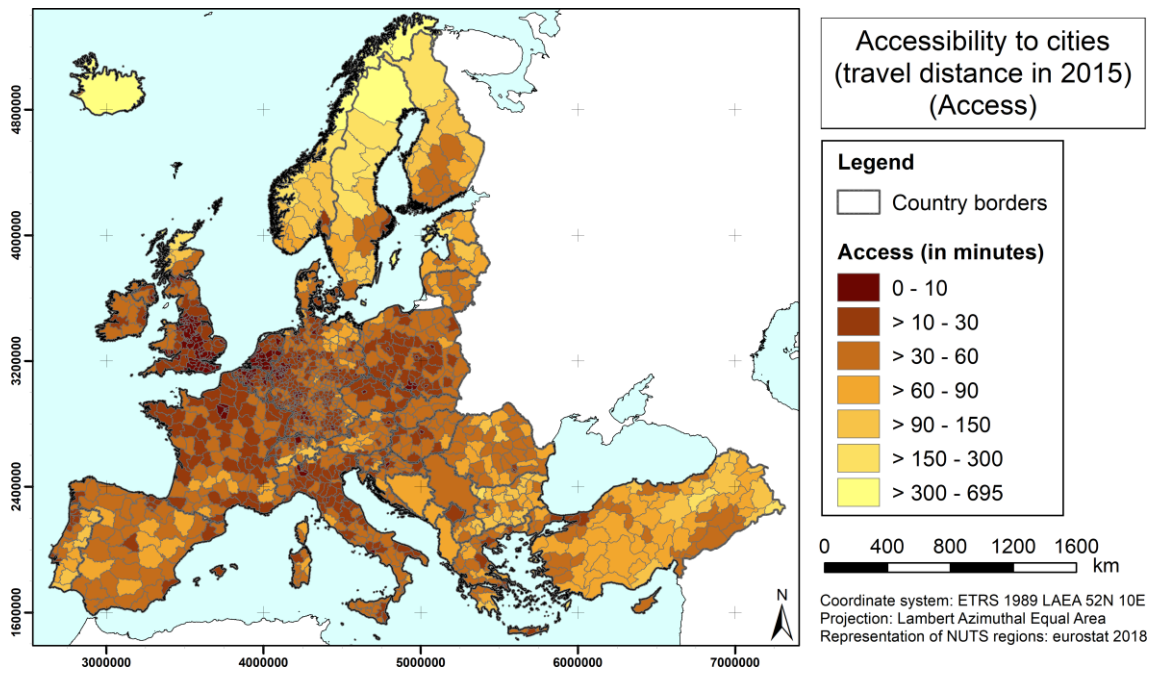 Accessibility to cities
(travel distance in 2015)
(Access)
Legend
Country borders
Access (in minutes)
0 - 10
> 10 - 30
> 30 - 60
> 60 - 90
> 90 - 150
> 150 - 300
> 300 - 695
0 400 800 1200 1600
km
N
Coordinate system: ETRS 1989 LAEA 52N 10E
Projection: Lambert Azimuthal Equal Area
Representation of NUTS regions: eurostat 2018
4800000
4000000
3200000
2400000
1600000
3000000 4000000 5000000 6000000 7000000